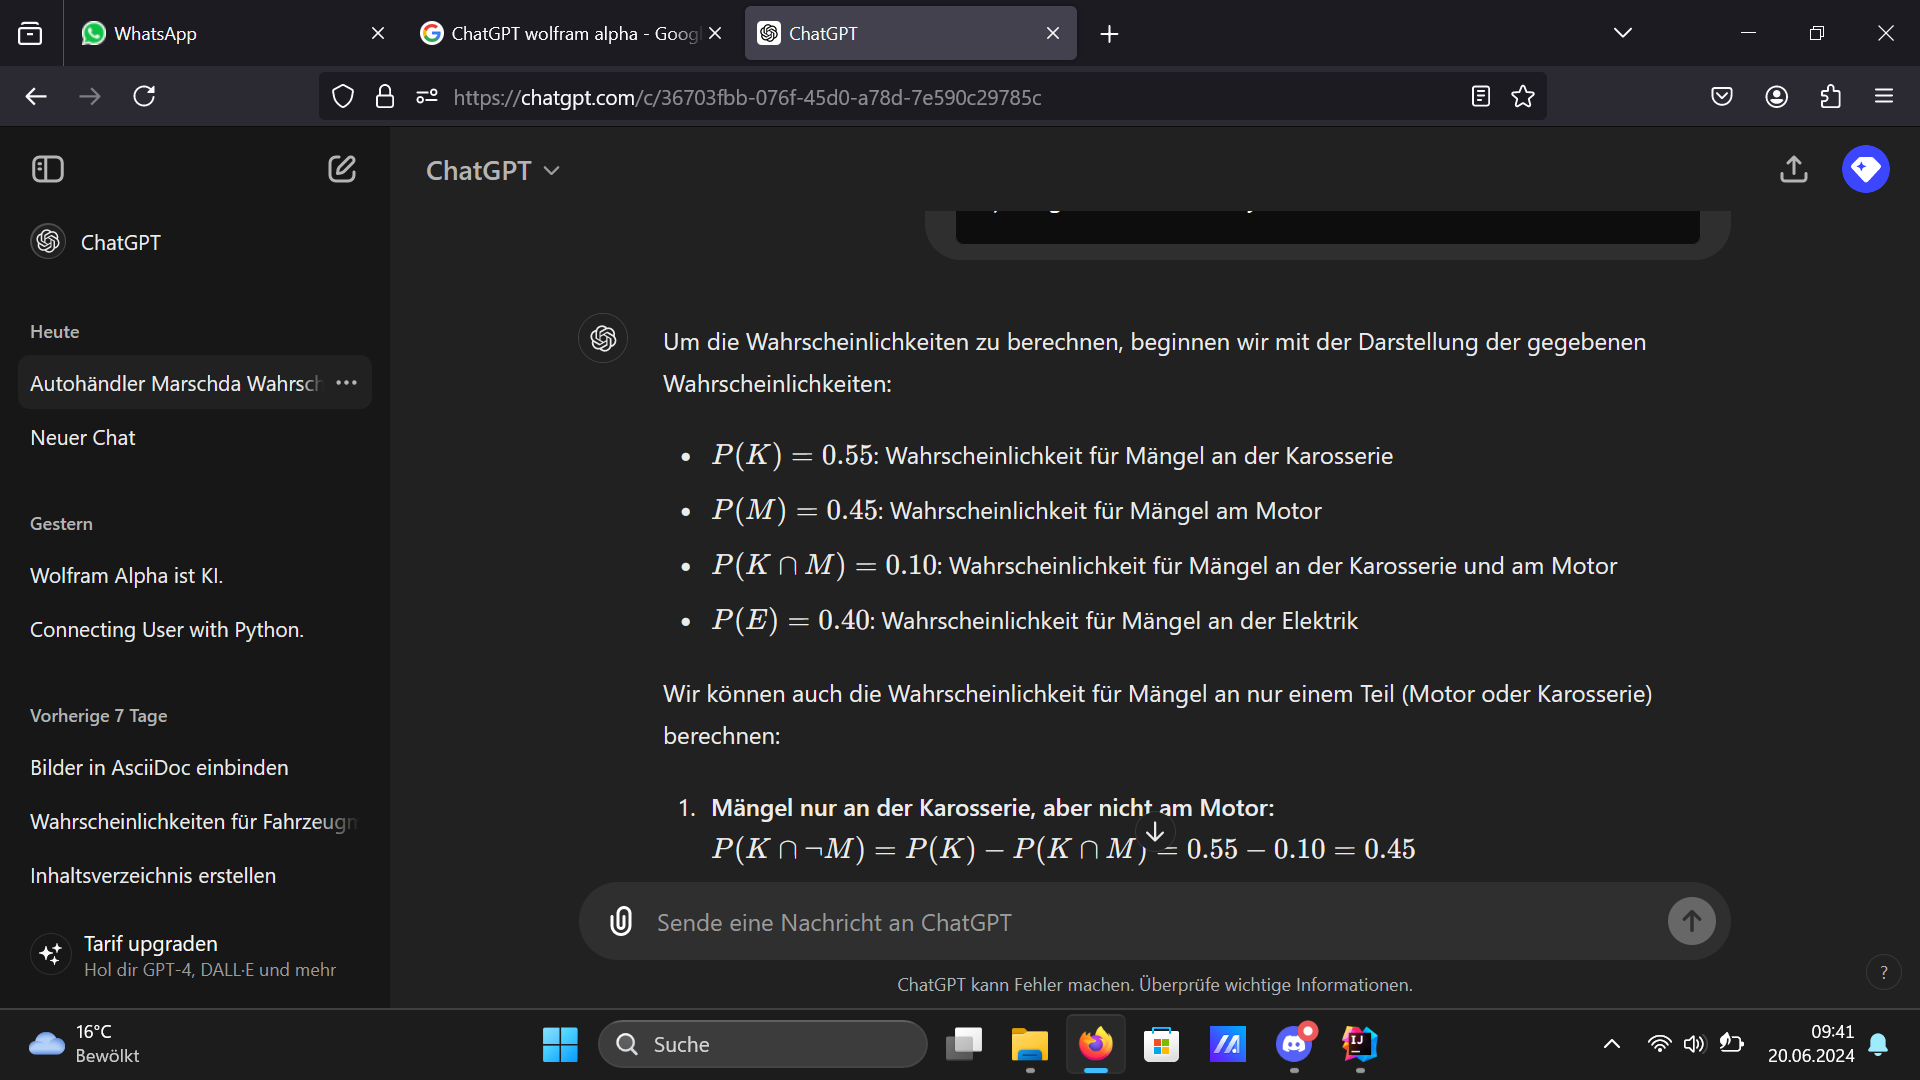 WhatsApp
ChatGPT wolfram alpha - Goog
ChatGPT
https://chatgpt.com/c/36703fbb-076f-45d0-a78d-7e590c29785c
ChatGPT
ChatGPT
Heute
Autohändler Marschda Wahrsch
Neuer Chat
Gestern
Wolfram Alpha ist KI.
Connecting User with Python.
Vorherige 7 Tage
Bilder in AsciiDoc einbinden
Wahrscheinlichkeiten für Fahrzeugm
Inhaltsverzeichnis erstellen
Tarif upgraden
Hol dir GPT-4, DALL·E und mehr
Um die Wahrscheinlichkeiten zu berechnen, beginnen wir mit der Darstellung der gegebenen
Wahrscheinlichkeiten:
• P(K) = 0.55: Wahrscheinlichkeit für Mängel an der Karosserie
• P(M) = 0.45: Wahrscheinlichkeit für Mängel am Motor
• P(K ∩ M) = 0.10: Wahrscheinlichkeit für Mängel an der Karosserie und am Motor
• P(E) = 0.40: Wahrscheinlichkeit für Mängel an der Elektrik
Wir können auch die Wahrscheinlichkeit für Mängel an nur einem Teil (Motor oder Karosserie)
berechnen:
1. Mängel nur an der Karosserie, aber nicht am Motor:
P(K ∩ ¬M) = P(K) − P(K ∩ M) = 0.55 − 0.10 = 0.45
Sende eine Nachricht an ChatGPT
ChatGPT kann Fehler machen. Überprüfe wichtige Informationen.
?
16°C
Bewölkt
Suche
IJ
09:41
20.06.2024